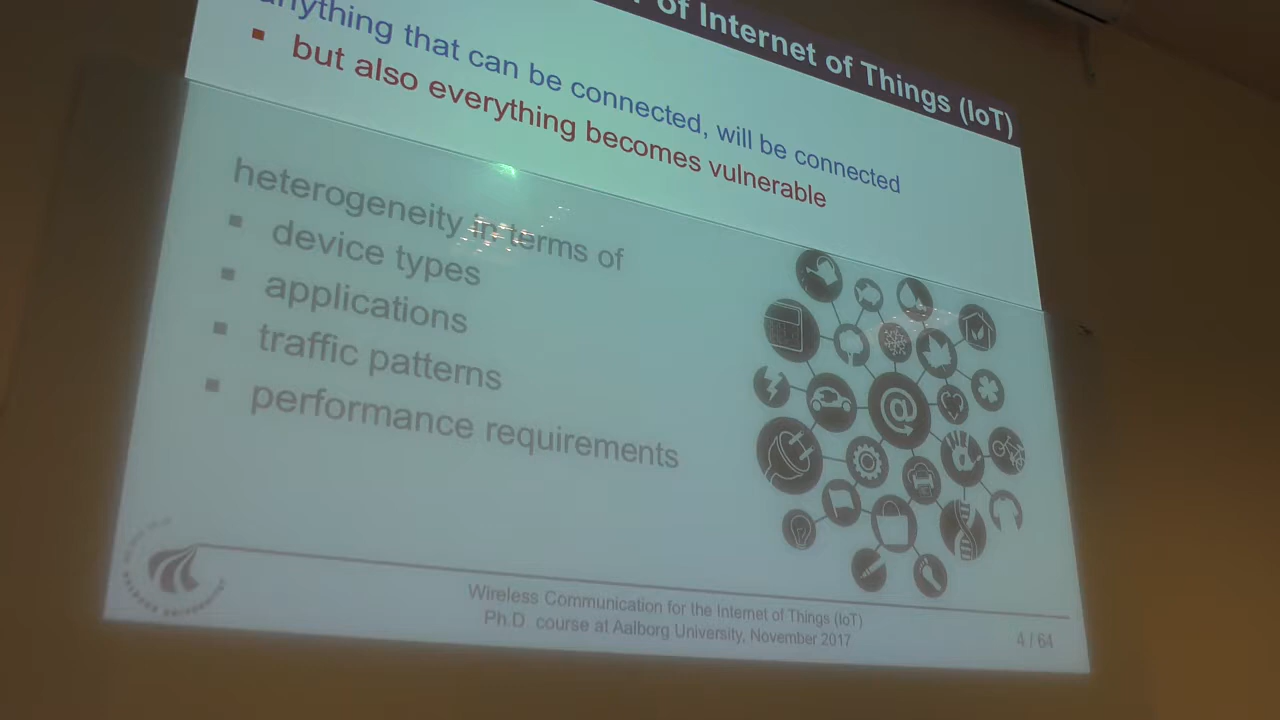 of Internet of Things (IoT)
anything that can be connected, will be connected
▪ but also everything becomes vulnerable
heterogeneity in terms of
▪ device types
▪ applications
▪ traffic patterns
▪ performance requirements
@
Wireless Communication for the Internet of Things (IoT)
Ph.D. course at Aalborg University, November 2017
4 / 64